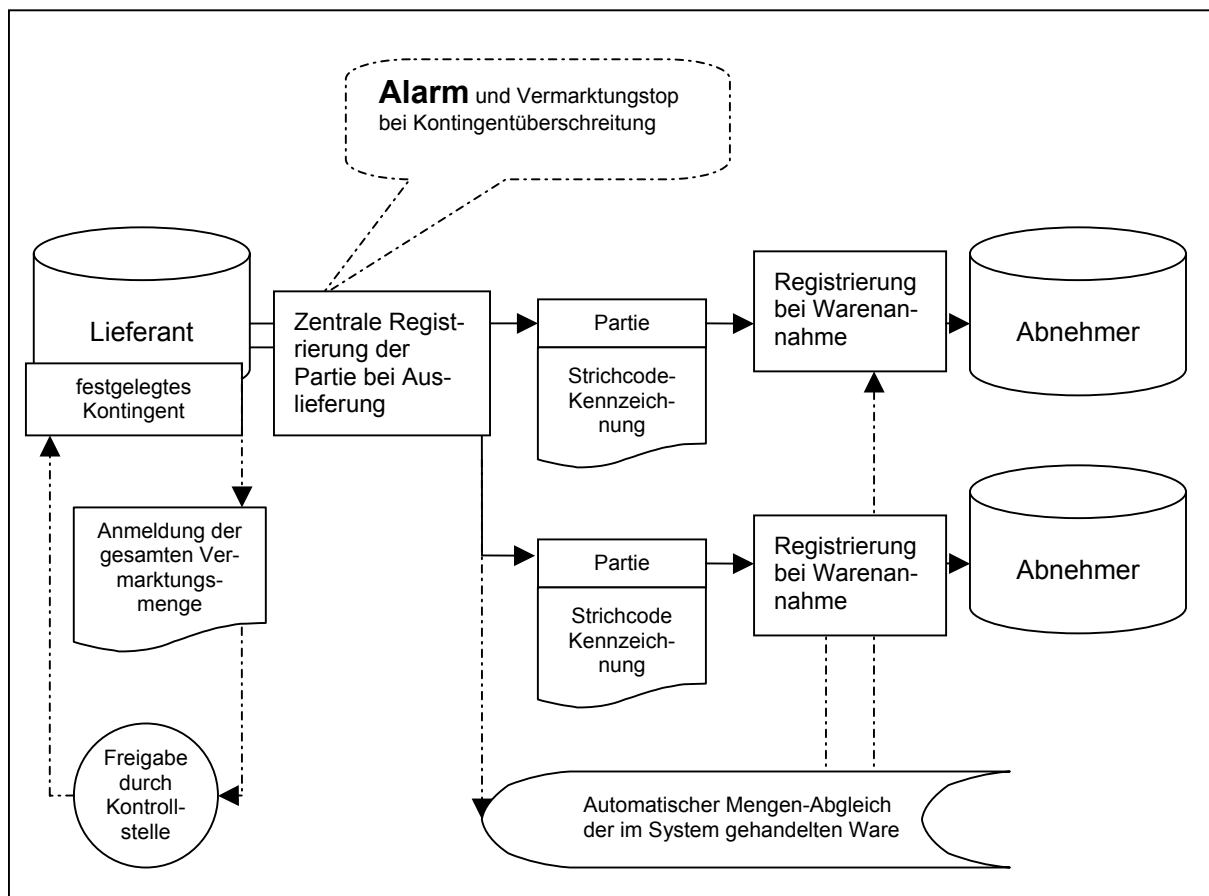 Alarm und Vermarktungstop
bei Kontingentüberschreitung
Lieferant
festgelegtes
Kontingent
Zentrale Regist-
rierung der
Partie bei Aus-
lieferung
Partie
Strichcode-
Kennzeich-
nung
Registrierung
bei Warenan-
nahme
Abnehmer
Anmeldung der
gesamten Ver-
marktungs-
menge
Partie
Strichcode
Kennzeich-
nung
Registrierung
bei Warenan-
nahme
Abnehmer
Freigabe
durch
Kontroll-
stelle
Automatischer Mengen-Abgleich
der im System gehandelten Ware